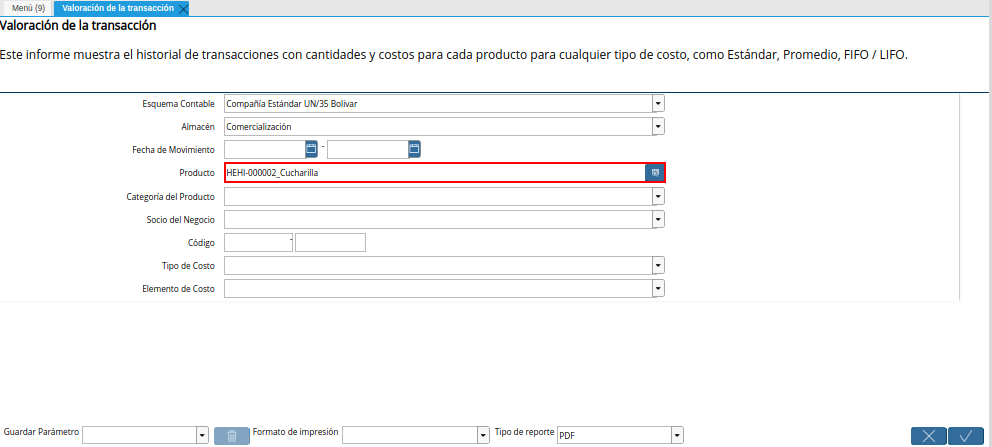 Menú (9)
Valoración de la transacción
Valoración de la transacción
Este informe muestra el historial de transacciones con cantidades y costos para cada producto para cualquier tipo de costo, como Estándar, Promedio, FIFO / LIFO.
Esquema Contable Compañía Estándar UN/35 Bolivar
Almacén Comercialización
Fecha de Movimiento -
Producto HEHI-000002_Cucharilla
Categoría del Producto
Socio del Negocio
Código -
Tipo de Costo
Elemento de Costo
Guardar Parámetro Formato de impresión Tipo de reporte PDF